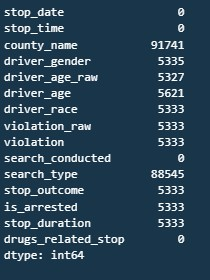 stop_date 0
stop_time 0
county_name 91741
driver_gender 5335
driver_age_raw 5327
driver_age 5621
driver_race 5333
violation_raw 5333
violation 5333
search_conducted 0
search_type 88545
stop_outcome 5333
is_arrested 5333
stop_duration 5333
drugs_related_stop 0
dtype: int64